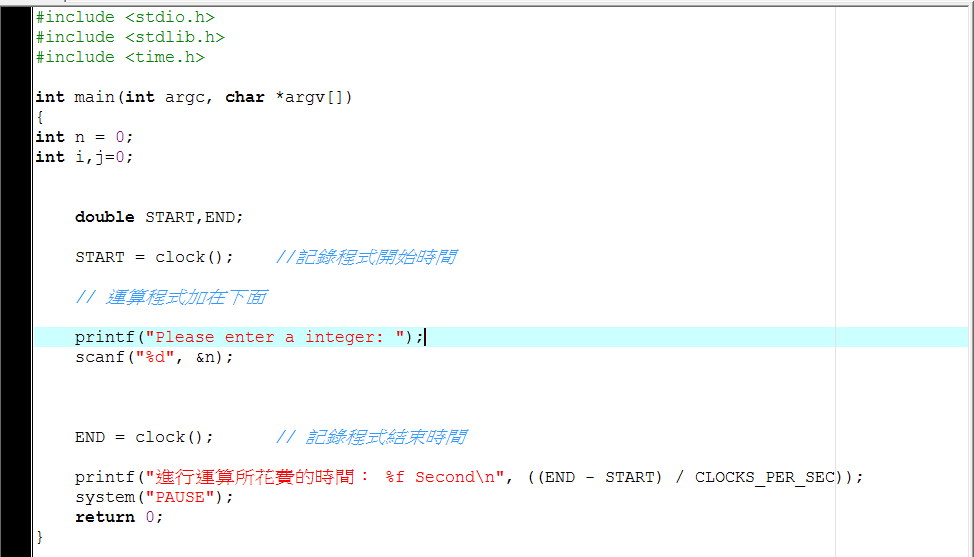 #include <stdio.h>
#include <stdlib.h>
#include <time.h>
int main(int argc, char *argv[])
{
int n = 0;
int i,j=0;
double START,END;
START = clock(); //記錄程式開始時間
// 運算程式加在下面
printf("Please enter a integer: ");
scanf("%d", &n);
END = clock(); // 記錄程式結束時間
printf("進行運算所花費的時間： %f Second\n", ((END - START) / CLOCKS_PER_SEC));
system("PAUSE");
return 0;
}